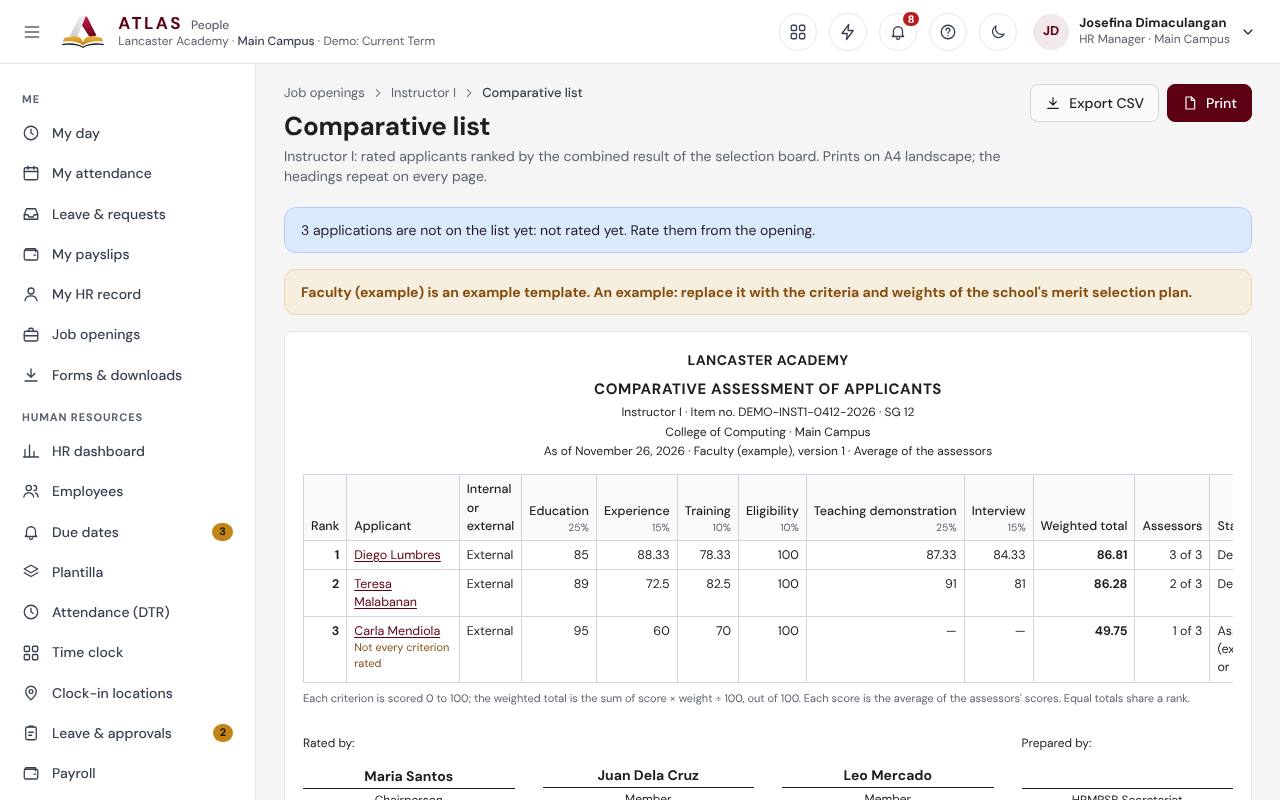 ATLAS People
Lancaster Academy · Main Campus · Demo: Current Term
8
JD
Josefina Dimaculangan
HR Manager · Main Campus
ME
My day
My attendance
Leave & requests
My payslips
My HR record
Job openings
Forms & downloads
HUMAN RESOURCES
HR dashboard
Employees
Due dates 3
Plantilla
Attendance (DTR)
Time clock
Clock-in locations
Leave & approvals 2
Payroll
Job openings > Instructor I > Comparative list
Export CSV
Print
Comparative list
Instructor I: rated applicants ranked by the combined result of the selection board. Prints on A4 landscape; the
headings repeat on every page.
3 applications are not on the list yet: not rated yet. Rate them from the opening.
Faculty (example) is an example template. An example: replace it with the criteria and weights of the school's merit selection plan.
LANCASTER ACADEMY
COMPARATIVE ASSESSMENT OF APPLICANTS
Instructor I · Item no. DEMO-INST1-0412-2026 · SG 12
College of Computing · Main Campus
As of November 26, 2026 · Faculty (example), version 1 · Average of the assessors
Rank Applicant Internal or external Education 25% Experience 15% Training 10% Eligibility 10% Teaching demonstration 25% Interview 15% Weighted total Assessors Sta
1 Diego Lumbres External 85 88.33 78.33 100 87.33 84.33 86.81 3 of 3 De
2 Teresa Malabanan External 89 72.5 82.5 100 91 81 86.28 2 of 3 De
3 Carla Mendiola External 95 60 70 100 — — 49.75 1 of 3
Not every criterion
rated
(ex
or
Each criterion is scored 0 to 100; the weighted total is the sum of score × weight ÷ 100, out of 100. Each score is the average of the assessors' scores. Equal totals share a rank.
Rated by:
Prepared by:
Maria Santos
Juan Dela Cruz
Leo Mercado
Chairperson
Member
Member
HRMPSB Secretariat